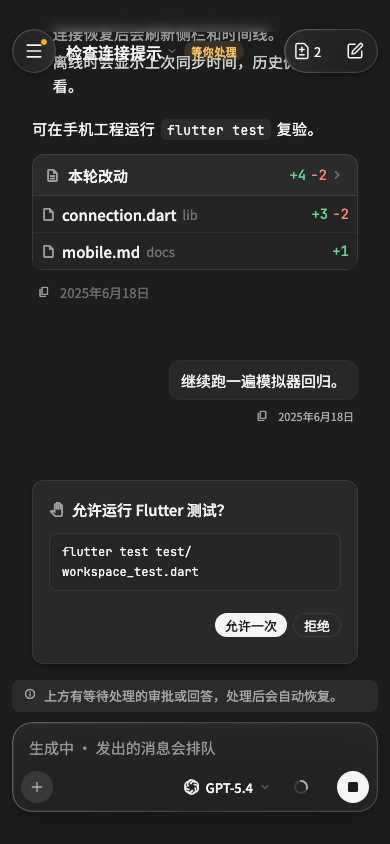 连接恢复后会刷新侧栏和时间线。
检查连接提示 等你处理
2
离线时会显示上次同步时间，历史
看。
可在手机工程运行 flutter test 复验。
本轮改动 +4 -2
connection.dart lib +3 -2
mobile.md docs +1
2025年6月18日
继续跑一遍模拟器回归。
2025年6月18日
允许运行 Flutter 测试？
flutter test test/
workspace_test.dart
允许一次 拒绝
上方有等待处理的审批或回答，处理后会自动恢复。
生成中 · 发出的消息会排队
GPT-5.4